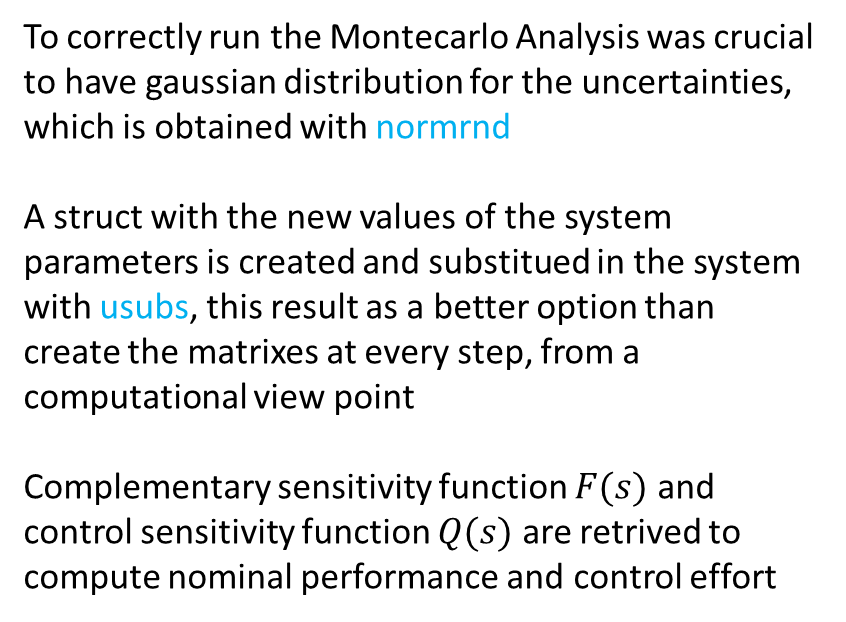 To correctly run the Montecarlo Analysis was crucial
to have gaussian distribution for the uncertainties,
which is obtained with normrnd
A struct with the new values of the system
parameters is created and substitued in the system
with usubs, this result as a better option than
create the matrixes at every step, from a
computational view point
Complementary sensitivity function F(s) and
control sensitivity function Q(s) are retrived to
compute nominal performance and control effort